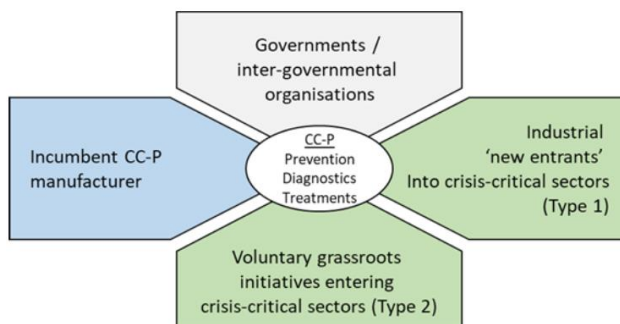 Governments /
inter-governmental
organisations
Incumbent CC-P
manufacturer
CC-P
Prevention
Diagnostics
Treatments
Industrial
‘new entrants’
Into crisis-critical sectors
(Type 1)
Voluntary grassroots
initiatives entering
crisis-critical sectors (Type 2)